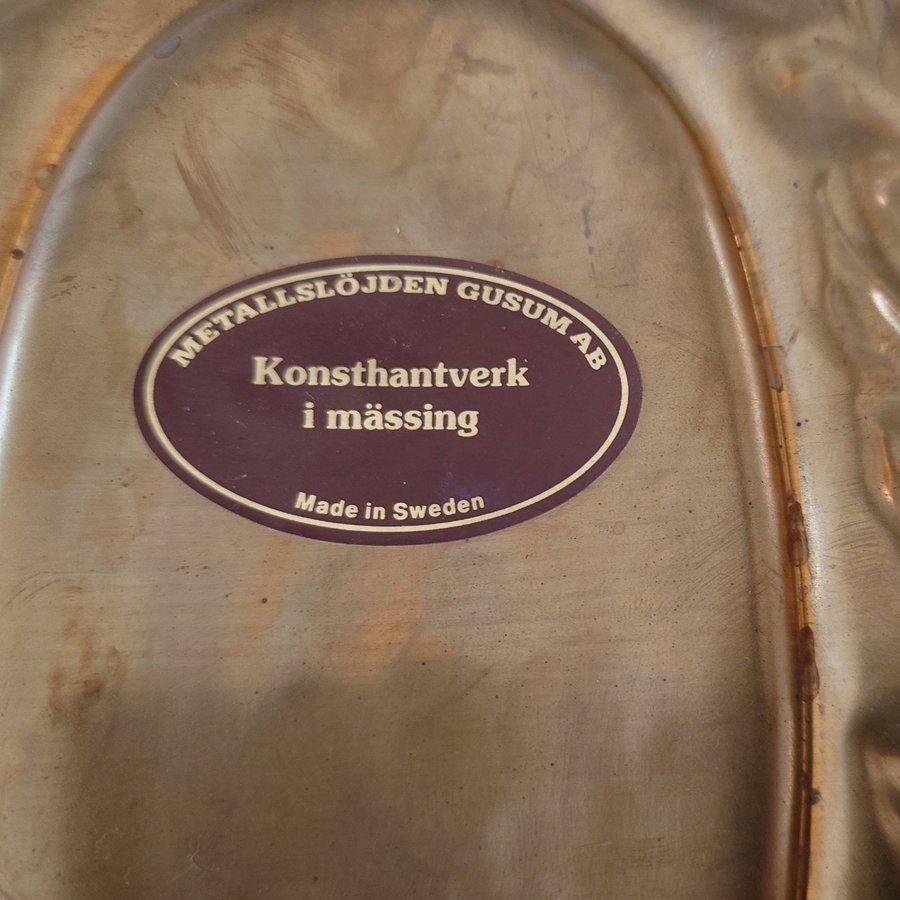 METALLSLÖJDEN GUSUM AB
Konsthantverk
i mässing
Made in Sweden